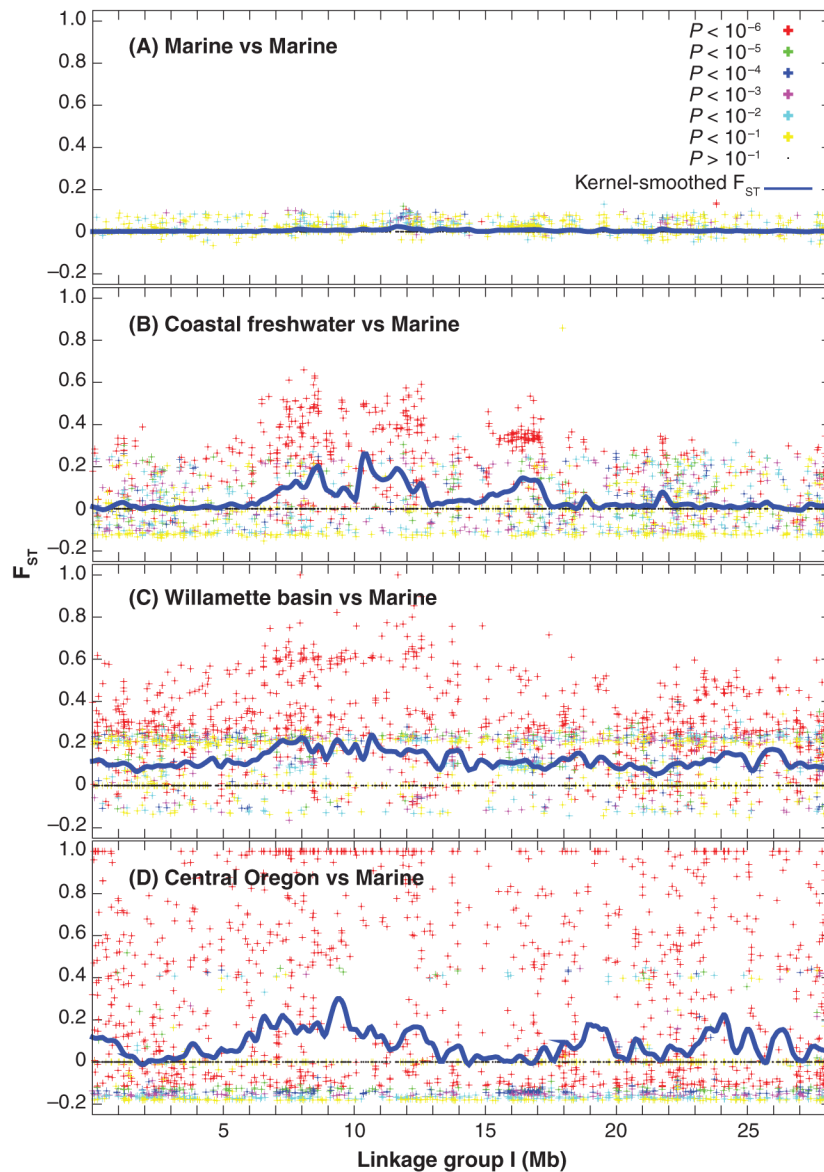 (A) Marine vs Marine
P < 10⁻⁶
P < 10⁻⁵
P < 10⁻⁴
P < 10⁻³
P < 10⁻²
P < 10⁻¹
P > 10⁻¹
Kernel-smoothed F_ST
1.0
0.8
0.6
0.4
0.2
0
−0.2
(B) Coastal freshwater vs Marine
1.0
0.8
0.6
0.4
0.2
0
−0.2
F_ST
(C) Willamette basin vs Marine
1.0
0.8
0.6
0.4
0.2
0
−0.2
(D) Central Oregon vs Marine
1.0
0.8
0.6
0.4
0.2
0
−0.2
5 10 15 20 25
Linkage group I (Mb)